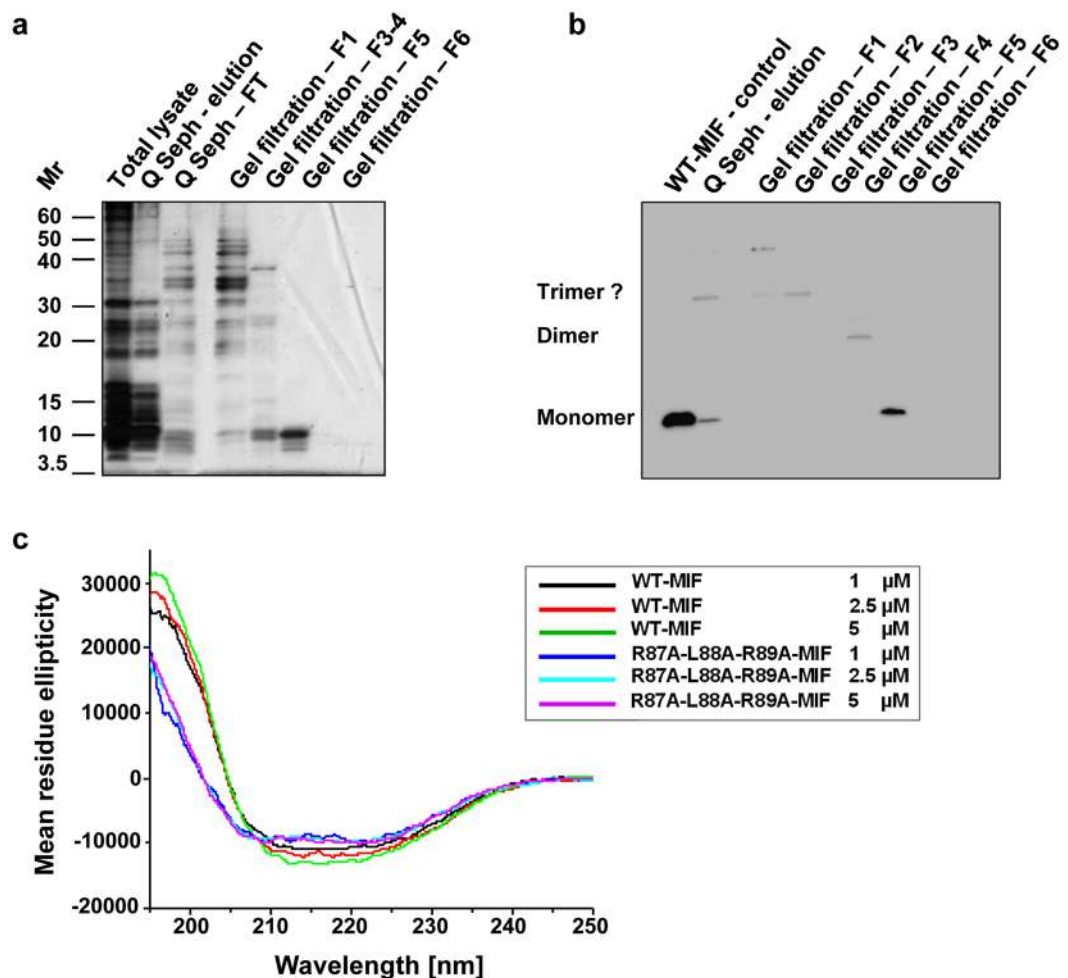 a
Mr
Total lysate
Q Seph - elution
Q Seph – FT
Gel filtration – F1
Gel filtration – F3-4
Gel filtration – F5
Gel filtration – F6
60
50
40
30
20
15
10
3.5
b
WT-MIF - control
Q Seph - elution
Gel filtration – F1
Gel filtration – F2
Gel filtration – F3
Gel filtration – F4
Gel filtration – F5
Gel filtration – F6
Trimer ?
Dimer
Monomer
c
Mean residue ellipticity
30000
20000
10000
0
-10000
-20000
200 210 220 230 240 250
Wavelength [nm]
WT-MIF 1 µM
WT-MIF 2.5 µM
WT-MIF 5 µM
R87A-L88A-R89A-MIF 1 µM
R87A-L88A-R89A-MIF 2.5 µM
R87A-L88A-R89A-MIF 5 µM